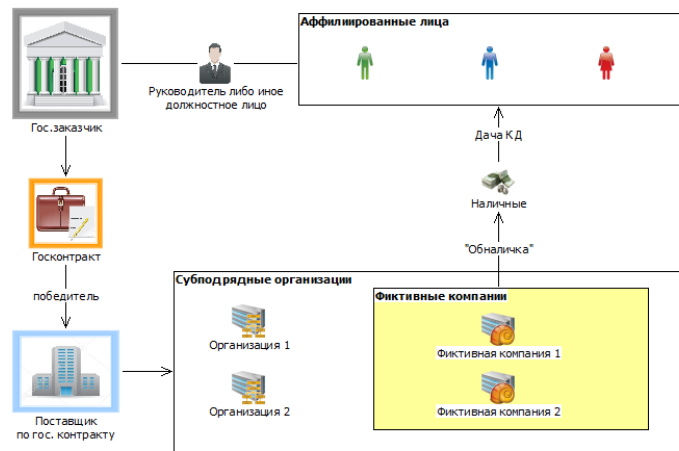 Аффилиированные лица
Руководитель либо иное
должностное лицо
Гос.заказчик
Дача КД
Наличные
Госконтракт
"Обналичка"
Субподрядные организации
победитель
Фиктивные компании
Организация 1
Фиктивная компания 1
Организация 2
Фиктивная компания 2
Поставщик
по гос. контракту